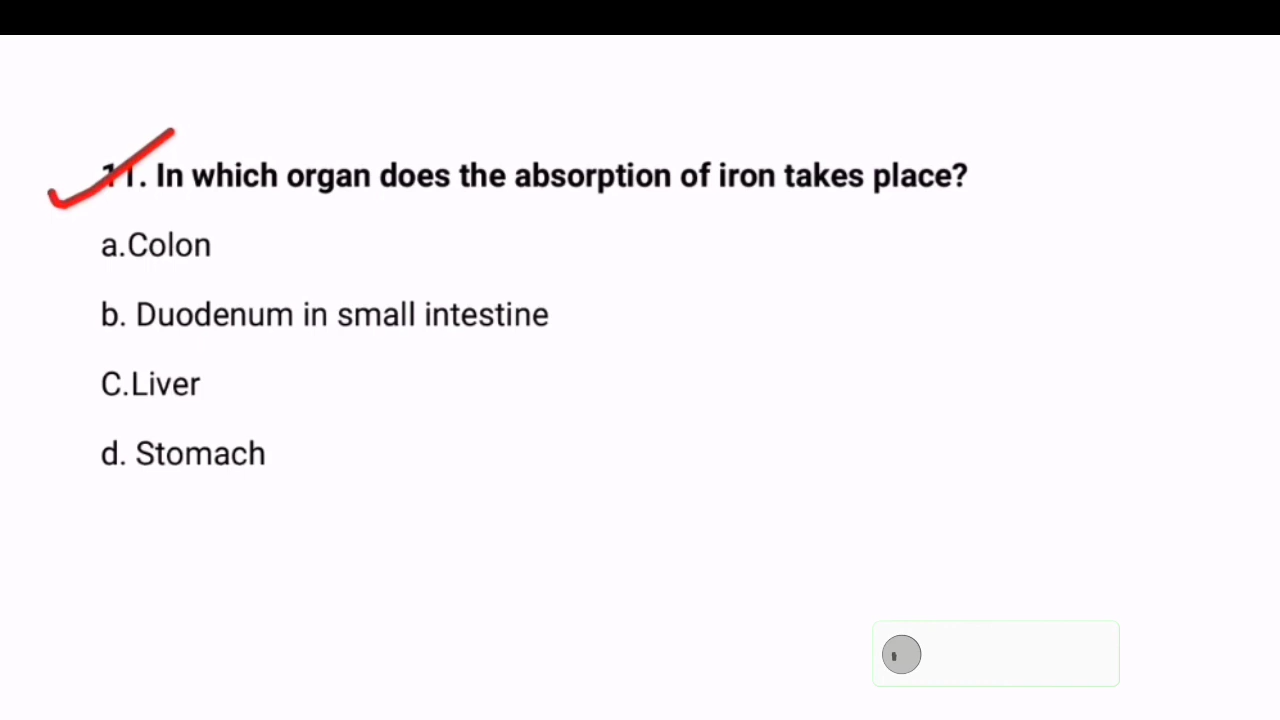 11. In which organ does the absorption of iron takes place?
a.Colon
b. Duodenum in small intestine
C.Liver
d. Stomach